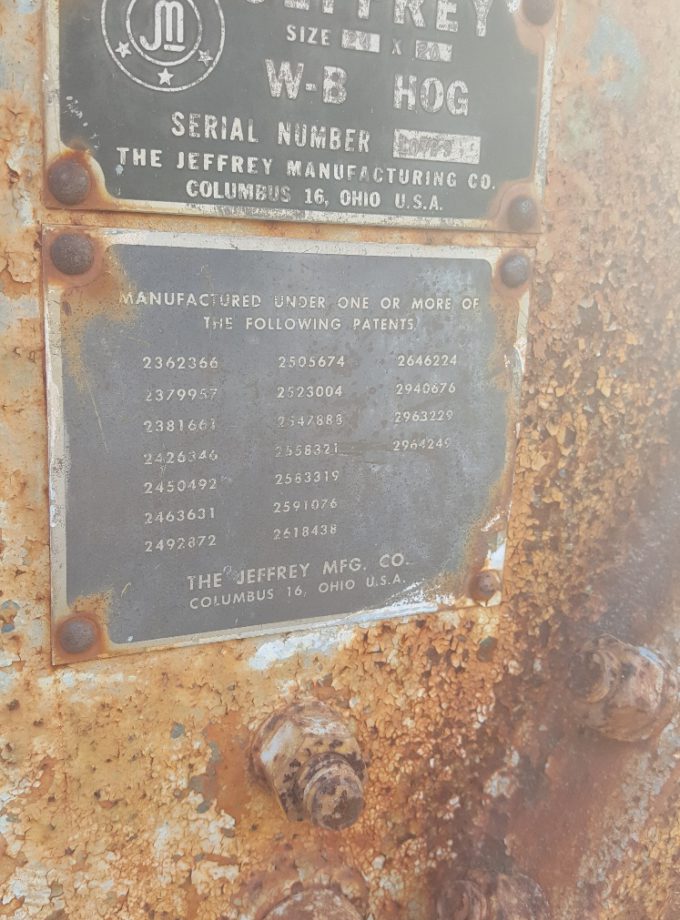 JM
JEFFREY
SIZE X
W-B HOG
SERIAL NUMBER
THE JEFFREY MANUFACTURING CO.
COLUMBUS 16, OHIO U.S.A.
MANUFACTURED UNDER ONE OR MORE OF
THE FOLLOWING PATENTS
2362366 2505674 2646224
2379957 2523004 2940676
2381661 2547888 2963229
2426346 2558321 2964249
2450492 2583319
2463631 2591076
2492872 2618438
THE JEFFREY MFG. CO.
COLUMBUS 16, OHIO U.S.A.